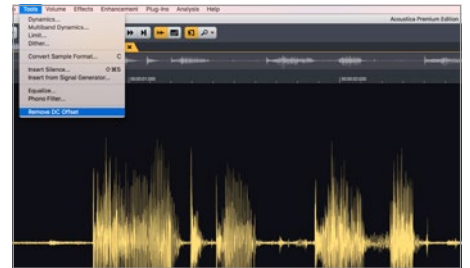 Tools Volume Effects Enhancement Plug-Ins Analysis Help
Acoustica Premium Edition
Dynamics...
Multiband Dynamics...
Limit...
Dither...
Convert Sample Format... C
Insert Silence... ⇧⌘S
Insert from Signal Generator...
Equalize...
Phono Filter...
Remove DC Offset